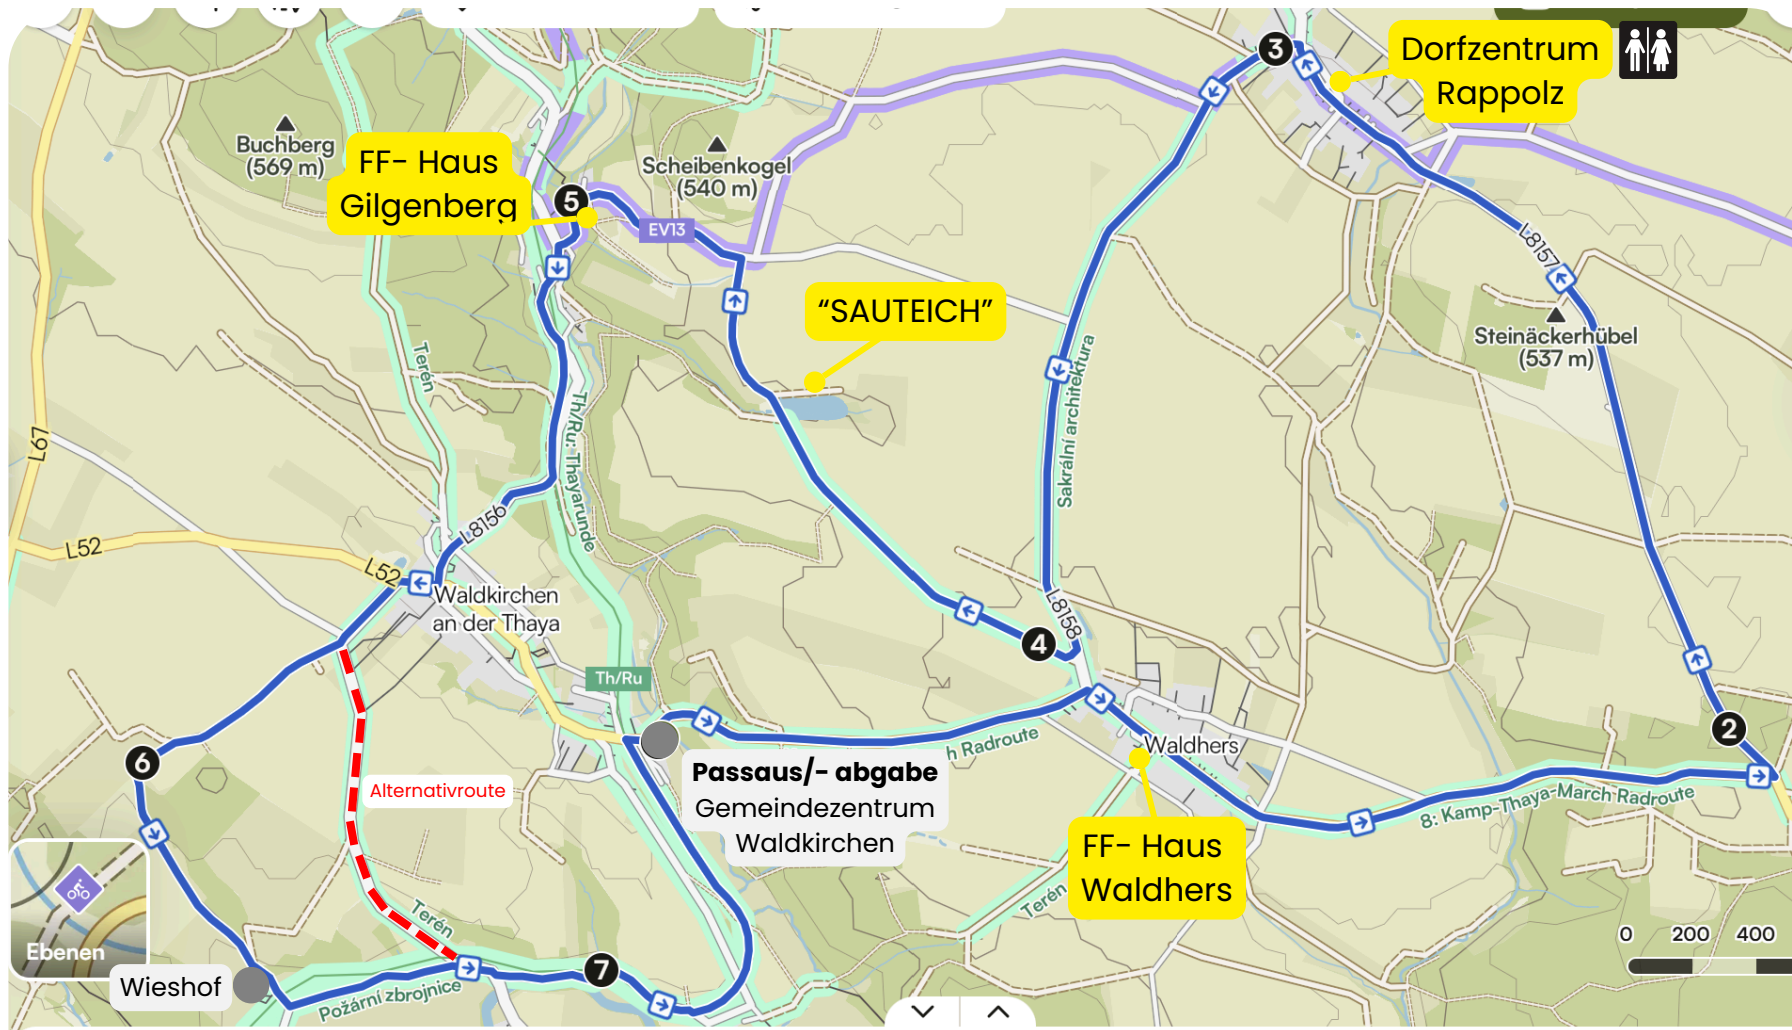 3
Dorfzentrum
Rappolz
Buchberg
(569 m)
FF- Haus
Gilgenberg
Scheibenkogel
(540 m)
5
EV13
L8157
"SAUTEICH"
Steinäckerhübel
(537 m)
Terén
Th/Ru: Thayarunde
Sakrální architektura
L67
L8156
L52
L52
Waldkirchen
an der Thaya
L8158
4
Th/Ru
2
6
Waldhers
h Radroute
Passaus/- abgabe
Gemeindezentrum
Waldkirchen
Alternativroute
8: Kamp-Thaya-March Radroute
FF- Haus
Waldhers
Terén
Terén
Ebenen
0 200 400
7
Wieshof
Požární zbrojnice